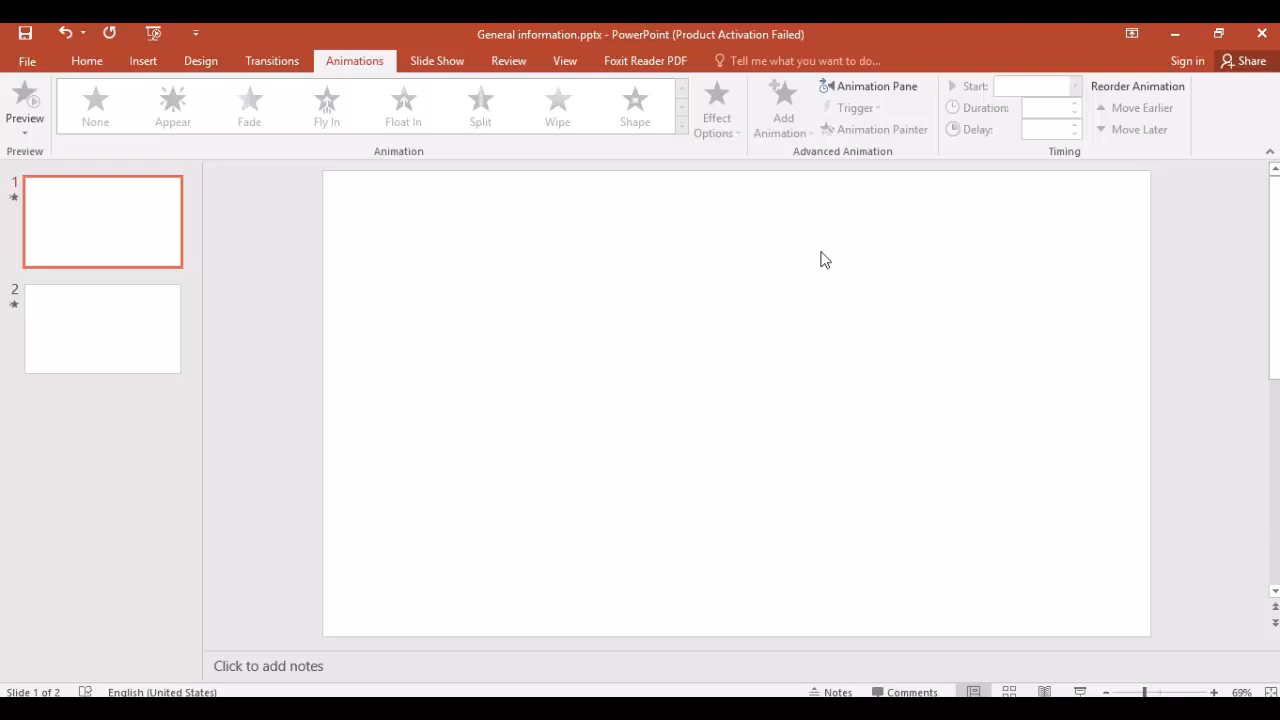 General information.pptx - PowerPoint (Product Activation Failed)
File Home Insert Design Transitions Animations Slide Show Review View Foxit Reader PDF Tell me what you want to do... Sign in Share
Preview
None Appear Fade Fly In Float In Split Wipe Shape
Effect Options
Add Animation
Animation Pane
Trigger
Animation Painter
Start:
Duration:
Delay:
Reorder Animation
Move Earlier
Move Later
Preview Animation Advanced Animation Timing
1
2
Click to add notes
Slide 1 of 2 English (United States) Notes Comments 69%